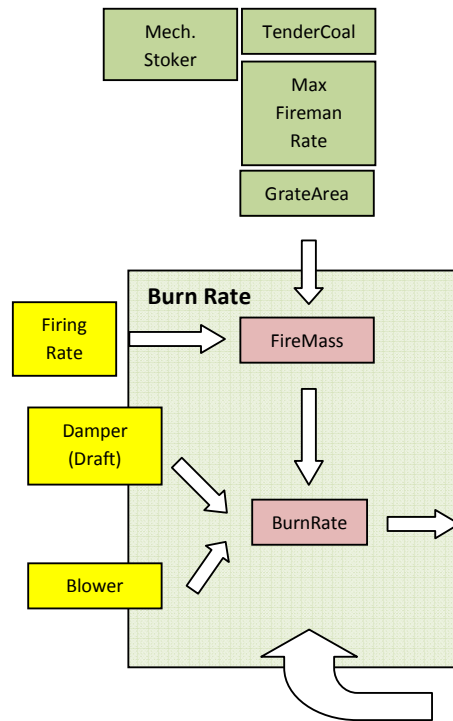 Mech.
Stoker
TenderCoal
Max
Fireman
Rate
GrateArea
Burn Rate
Firing
Rate
FireMass
Damper
(Draft)
BurnRate
Blower